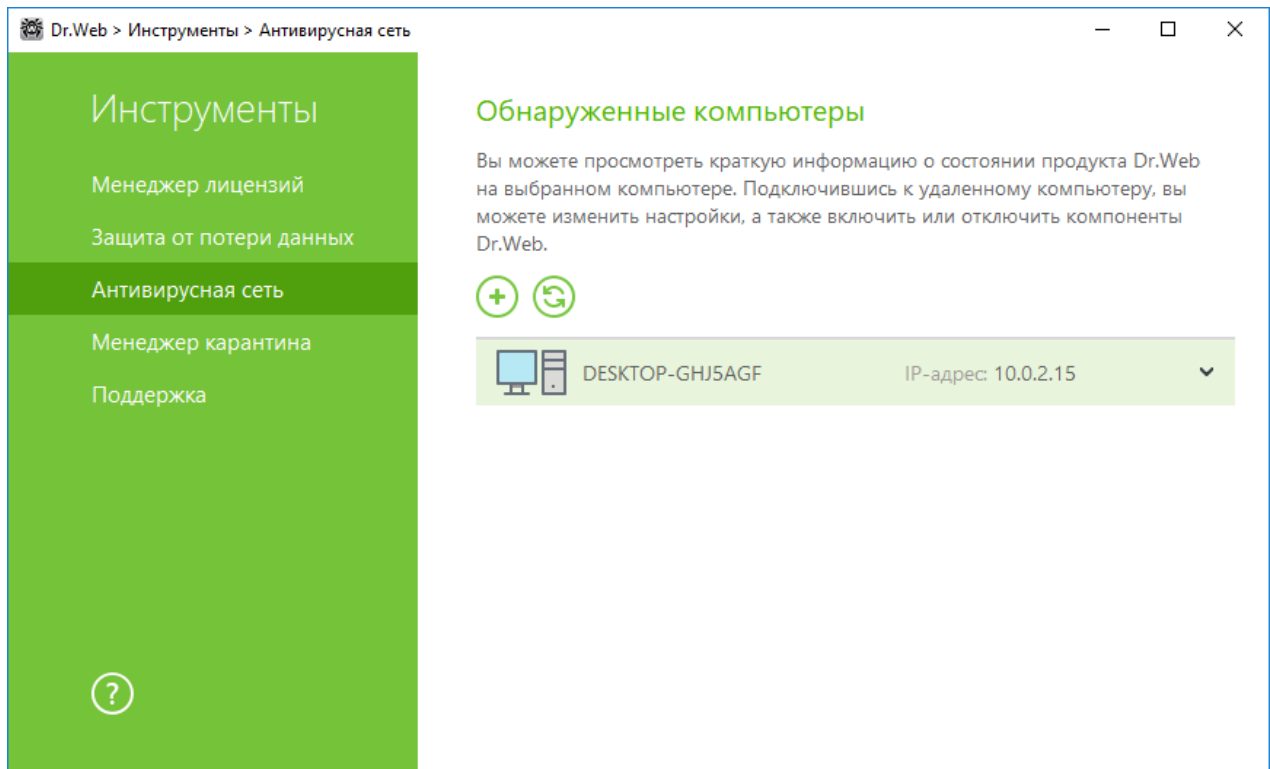 Dr.Web > Инструменты > Антивирусная сеть
Инструменты
Менеджер лицензий
Защита от потери данных
Антивирусная сеть
Менеджер карантина
Поддержка
?
Обнаруженные компьютеры
Вы можете просмотреть краткую информацию о состоянии продукта Dr.Web
на выбранном компьютере. Подключившись к удаленному компьютеру, вы
можете изменить настройки, а также включить или отключить компоненты
Dr.Web.
DESKTOP-GHJ5AGF IP-адрес: 10.0.2.15